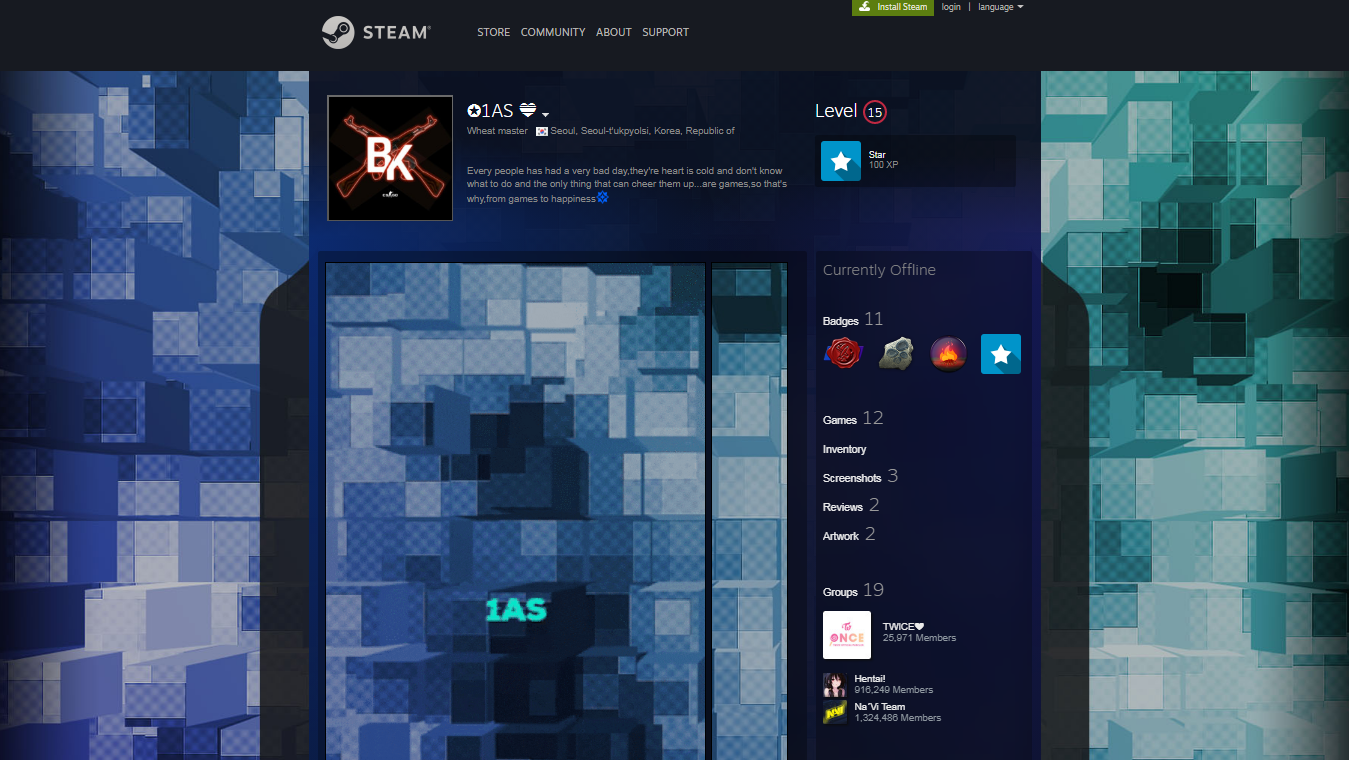 Install Steam login | language
STEAM®
STORE COMMUNITY ABOUT SUPPORT
BK
CS:GO
✪1AS
Wheat master Seoul, Seoul-t'ukpyolsi, Korea, Republic of
Every people has had a very bad day,they're heart is cold and don't know
what to do and the only thing that can cheer them up...are games,so that's
why,from games to happiness
Level 15
Star
100 XP
1AS
Currently Offline
Badges 11
Games 12
Inventory
Screenshots 3
Reviews 2
Artwork 2
Groups 19
ONCE
TWICE❤
25,971 Members
Hentai!
916,249 Members
NAVI
Na`Vi Team
1,324,486 Members